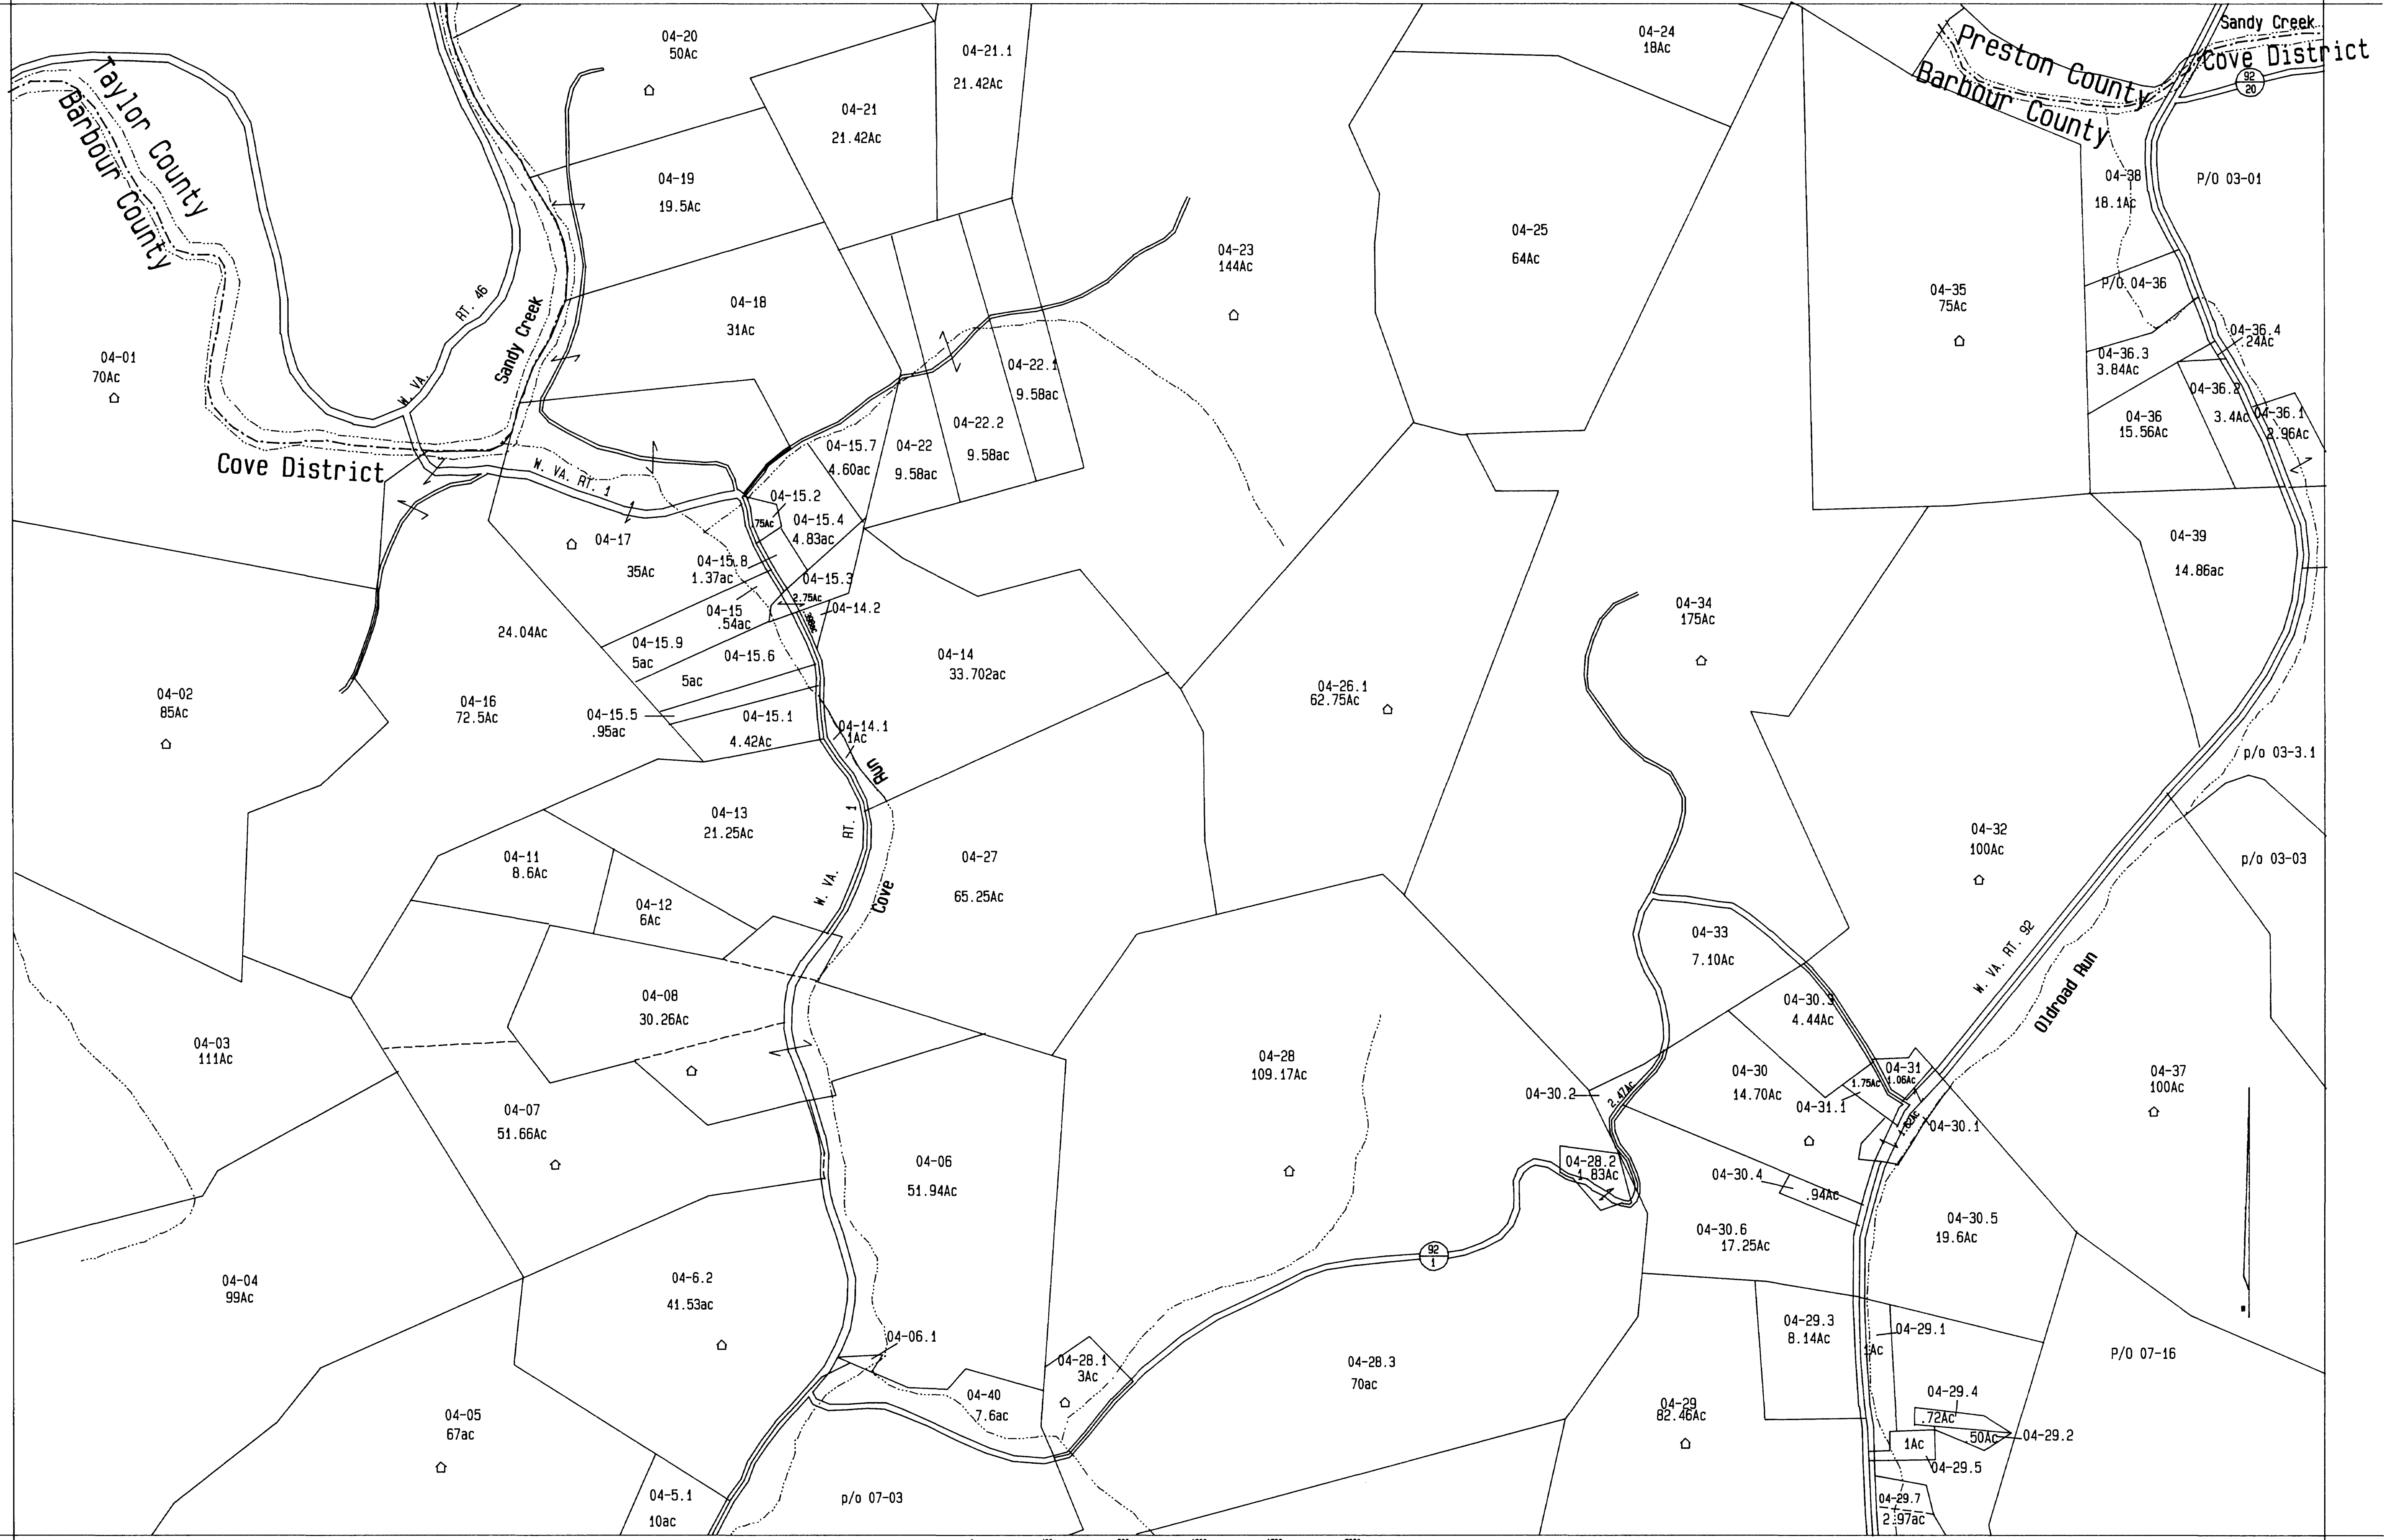 04-20
50Ac
04-21.1
21.42Ac
04-24
18Ac
Sandy Creek
Cove District
92
20
Preston County
Barbour County
Taylor County
Barbour County
04-21
21.42Ac
04-19
19.5Ac
04-38
18.1Ac
P/O 03-01
04-25
64Ac
04-23
144Ac
04-18
31Ac
04-35
75Ac
P/O 04-36
W. VA. RT. 46
Sandy Creek
04-36.4
.24Ac
04-36.3
3.84Ac
04-01
70Ac
04-22.1
9.58ac
04-36.2
3.4Ac
04-36.1
2.96Ac
04-36
15.56Ac
04-22.2
9.58ac
04-15.7
4.60ac
04-22
9.58ac
Cove District
W. VA. RT. 1
04-15.2
.75Ac
04-15.4
4.83ac
04-17
35Ac
04-39
14.86ac
04-15.8
1.37ac
04-15.3
2.75Ac
04-15
.54ac
04-14.2
04-34
175Ac
24.04Ac
04-15.9
5ac
04-15.6
5ac
04-14
33.702ac
04-02
85Ac
04-16
72.5Ac
04-15.5
.95ac
04-15.1
4.42Ac
04-14.1
1Ac
04-26.1
62.75Ac
p/o 03-3.1
Run
04-13
21.25Ac
W. VA. RT. 1
04-32
100Ac
04-11
8.6Ac
04-27
65.25Ac
p/o 03-03
04-12
6Ac
Cove
04-33
7.10Ac
W. VA. RT. 92
Oldroad Run
04-08
30.26Ac
04-30.3
4.44Ac
04-03
111Ac
04-28
109.17Ac
04-30
14.70Ac
04-31
1.06Ac
1.75Ac
04-31.1
04-37
100Ac
04-30.2
2.47Ac
04-07
51.66Ac
04-30.1
04-06
51.94Ac
04-28.2
1.83Ac
04-30.4
.94Ac
04-30.6
17.25Ac
04-30.5
19.6Ac
92
1
04-04
99Ac
04-6.2
41.53ac
04-29.3
8.14Ac
04-29.1
1Ac
04-06.1
P/O 07-16
04-28.1
3Ac
04-28.3
70ac
04-40
7.6ac
04-29
82.46Ac
04-29.4
.72Ac
.50Ac
04-29.2
1Ac
04-29.5
04-05
67ac
04-5.1
10ac
p/o 07-03
04-29.7
2.97ac